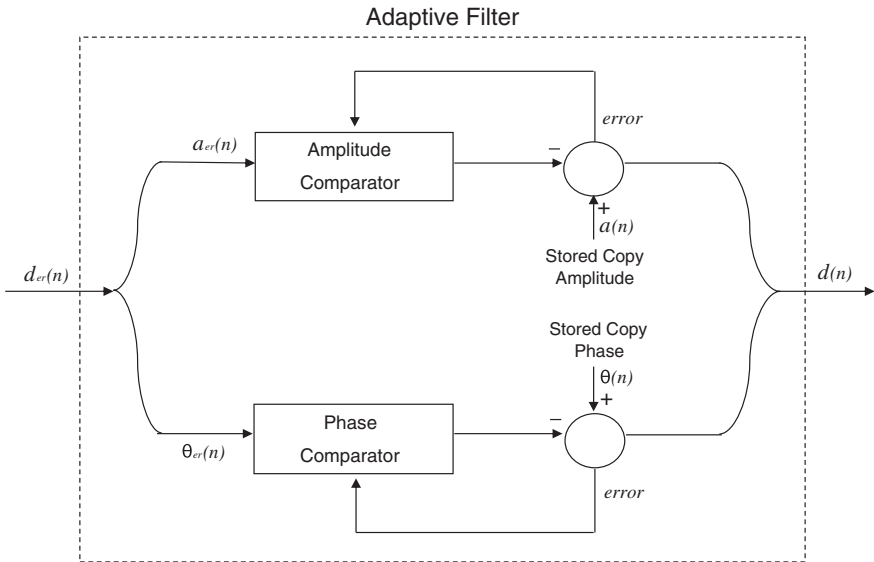 Adaptive Filter
error
aer(n)
Amplitude
Comparator
−
+
a(n)
Stored Copy
Amplitude
der(n)
d(n)
Stored Copy
Phase
θ(n)
+
−
Phase
Comparator
θer(n)
error